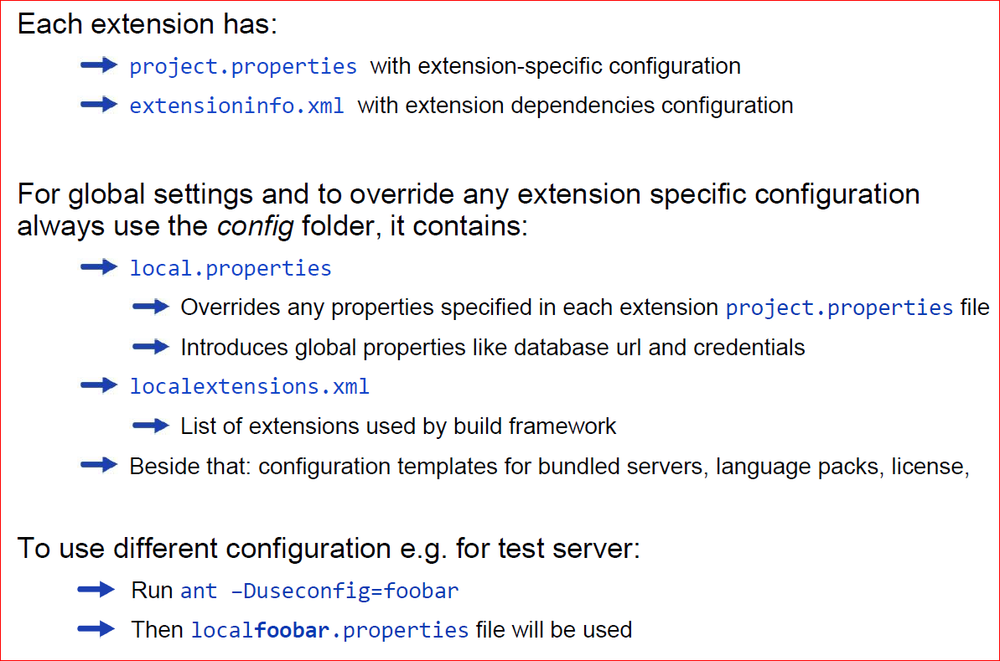 Each extension has:
project.properties with extension-specific configuration
extensioninfo.xml with extension dependencies configuration
For global settings and to override any extension specific configuration
always use the config folder, it contains:
local.properties
Overrides any properties specified in each extension project.properties file
Introduces global properties like database url and credentials
localextensions.xml
List of extensions used by build framework
Beside that: configuration templates for bundled servers, language packs, license,
To use different configuration e.g. for test server:
Run ant –Duseconfig=foobar
Then localfoobar.properties file will be used